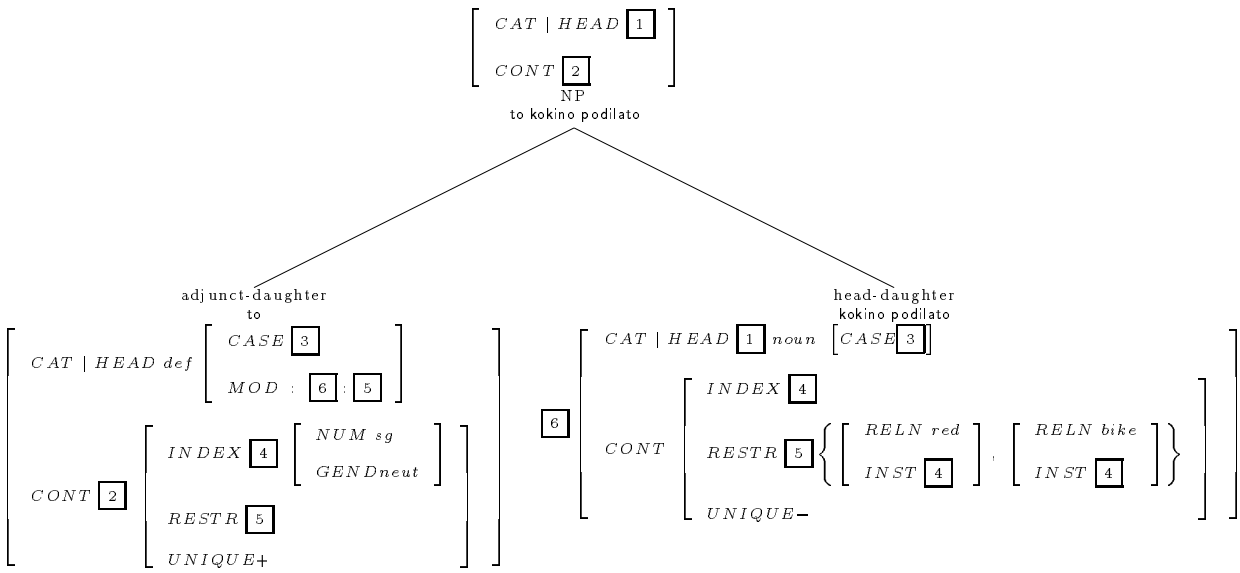 CAT | HEAD 1
CONT 2
NP
to kokino podilato
adjunct-daughter
to
CAT | HEAD def
CASE 3
MOD : 6 : 5
CONT 2
INDEX 4
NUM sg
GENDneut
RESTR 5
UNIQUE+
head-daughter
kokino podilato
6
CAT | HEAD 1 noun [CASE 3]
CONT
INDEX 4
RESTR 5 { [RELN red INST 4] , [RELN bike INST 4] }
UNIQUE−